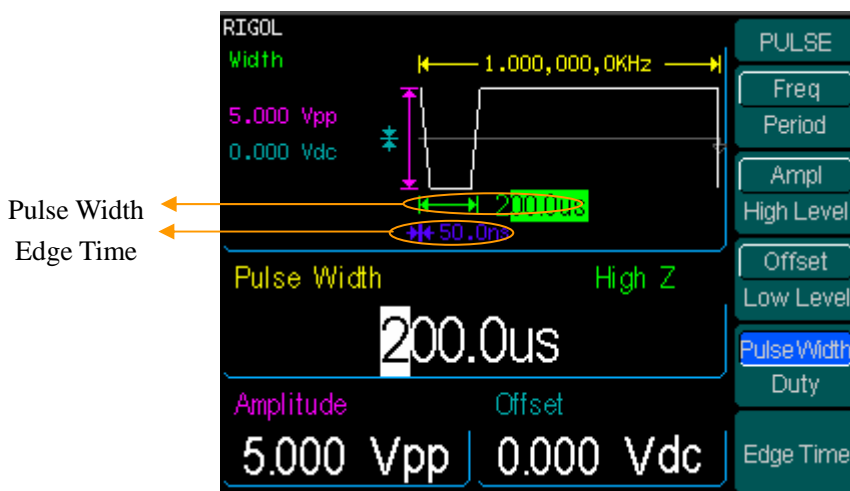 RIGOL
Width
1.000,000,0KHz
5.000 Vpp
0.000 Vdc
200.0us
50.0ns
Pulse Width
Edge Time
Pulse Width
High Z
200.0us
Amplitude
Offset
5.000 Vpp
0.000 Vdc
PULSE
Freq
Period
Ampl
High Level
Offset
Low Level
Pulse Width
Duty
Edge Time